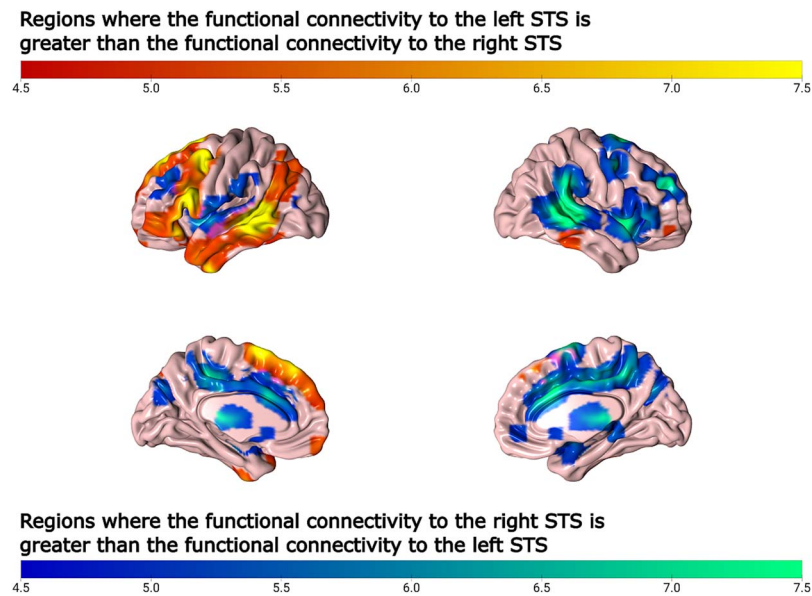 Regions where the functional connectivity to the left STS is
greater than the functional connectivity to the right STS
4.5 5.0 5.5 6.0 6.5 7.0 7.5
Regions where the functional connectivity to the right STS is
greater than the functional connectivity to the left STS
4.5 5.0 5.5 6.0 6.5 7.0 7.5